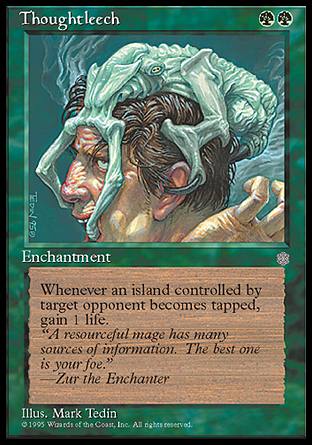 Thoughtleech
Enchantment
Whenever an island controlled by
target opponent becomes tapped,
gain 1 life.
"A resourceful mage has many
sources of information. The best one
is your foe."
—Zur the Enchanter
Illus. Mark Tedin
©1995 Wizards of the Coast, Inc. All rights reserved.